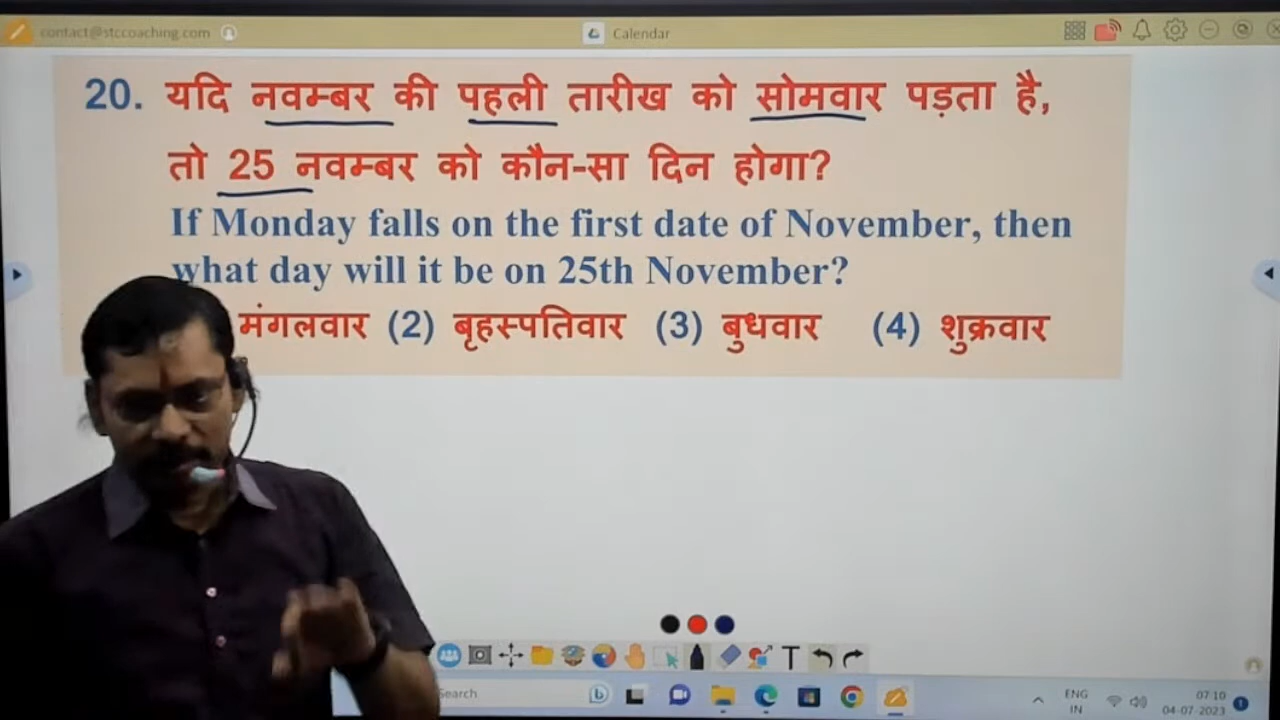 contact@stccoaching.com
Calendar
20. यदि नवम्बर की पहली तारीख को सोमवार पड़ता है,
तो 25 नवम्बर को कौन-सा दिन होगा?
If Monday falls on the first date of November, then
what day will it be on 25th November?
मंगलवार (2) बृहस्पतिवार (3) बुधवार (4) शुक्रवार
T
Search
ENG
IN
07:10
04-07-2023